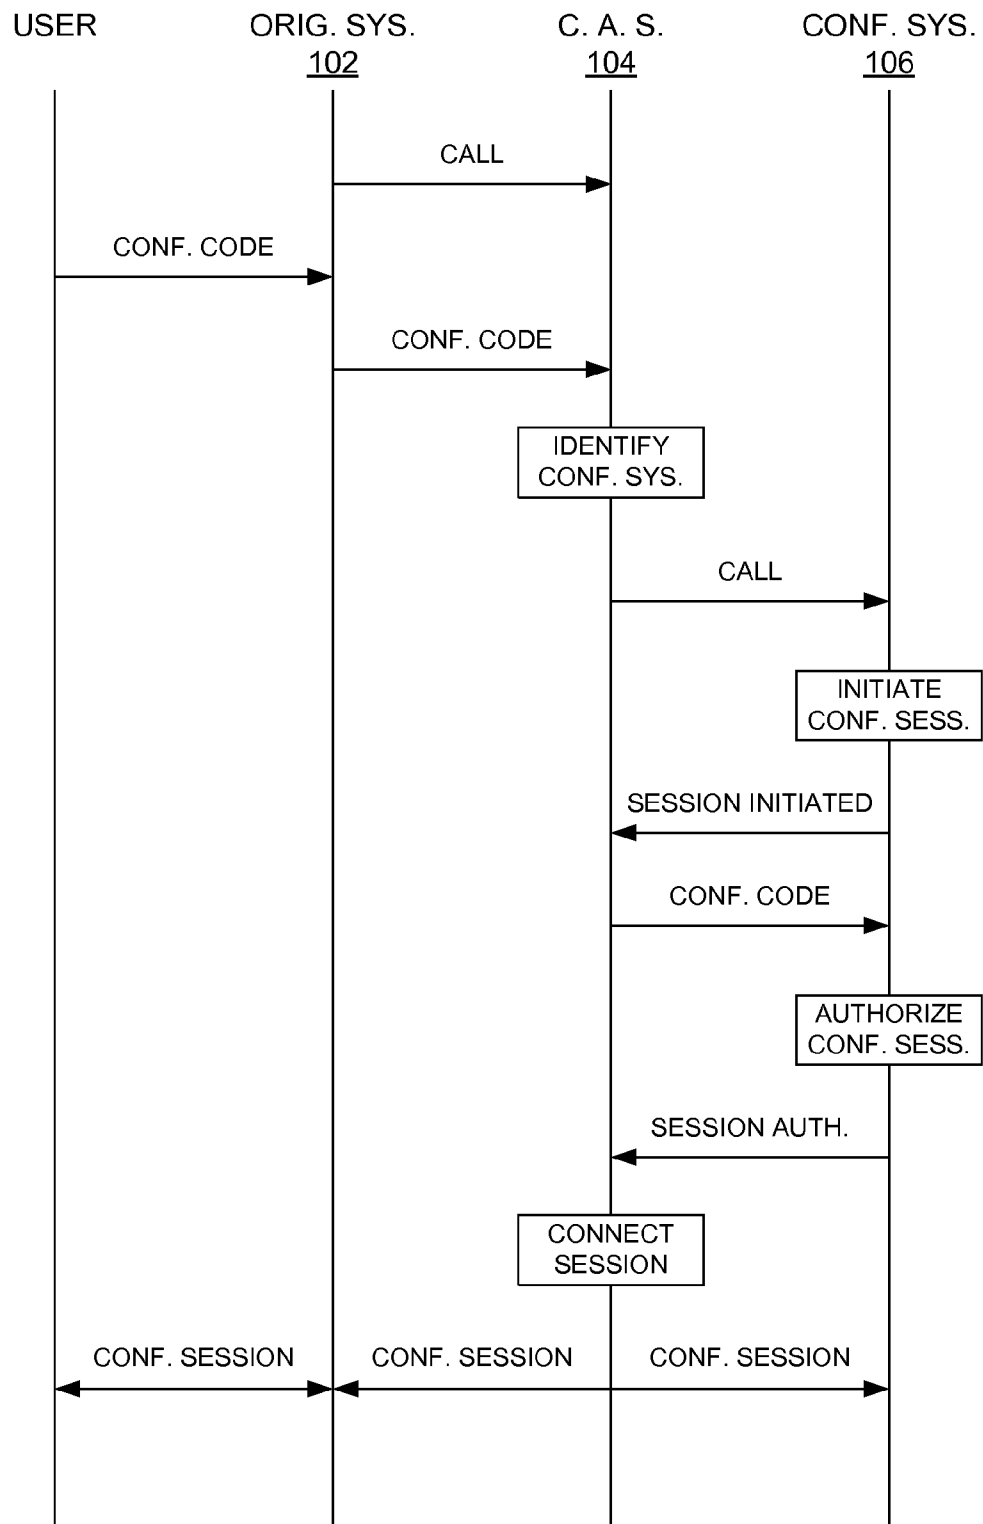 USER ORIG. SYS. C. A. S. CONF. SYS.
102 104 106
CALL
CONF. CODE
CONF. CODE
IDENTIFY
CONF. SYS.
CALL
INITIATE
CONF. SESS.
SESSION INITIATED
CONF. CODE
AUTHORIZE
CONF. SESS.
SESSION AUTH.
CONNECT
SESSION
CONF. SESSION CONF. SESSION CONF. SESSION